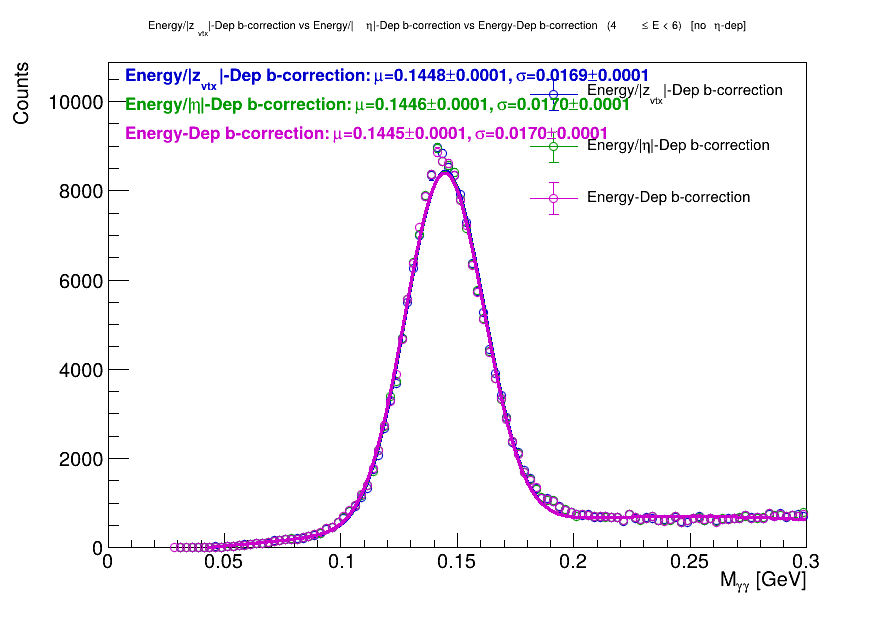 Energy/|z_vtx|-Dep b-correction vs Energy/|η|-Dep b-correction vs Energy-Dep b-correction (4 ≤ E < 6) [no η-dep]
Counts
Energy/|z_vtx|-Dep b-correction: μ=0.1448±0.0001, σ=0.0169±0.0001
Energy/|η|-Dep b-correction: μ=0.1446±0.0001, σ=0.0170±0.0001
Energy-Dep b-correction: μ=0.1445±0.0001, σ=0.0170±0.0001
Energy/|z_vtx|-Dep b-correction
Energy/|η|-Dep b-correction
Energy-Dep b-correction
10000
8000
6000
4000
2000
0
0 0.05 0.1 0.15 0.2 0.25 0.3
M_γγ [GeV]